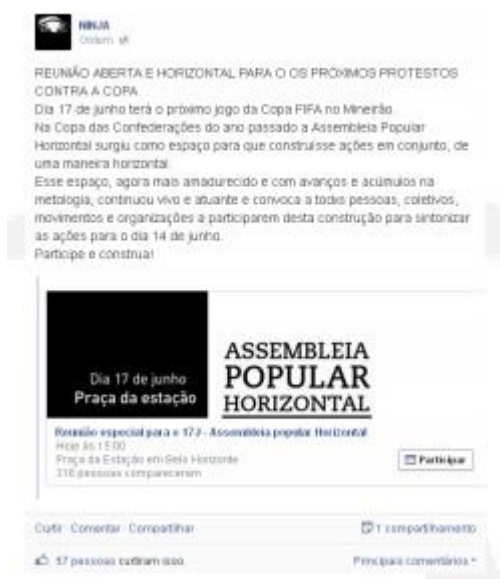 NINJA
Ontem
REUNIÃO ABERTA E HORIZONTAL PARA O OS PRÓXIMOS PROTESTOS
CONTRA A COPA
Dia 17 de junho terá o próximo jogo da Copa FIFA no Mineirão.
Na Copa das Confederações do ano passado a Assembleia Popular
Horizontal surgiu como espaço para que construísse ações em conjunto, de
uma maneira horizontal.
Esse espaço, agora mais amadurecido e com avanços e acúmulos na
metologia, continuou vivo e atuante e convoca a todxs pessoas, coletivos,
movimentos e organizações a participarem desta construção para sintonizar
as ações para o dia 14 de junho.
Participe e construa!
Dia 17 de junho
Praça da estação
ASSEMBLEIA
POPULAR
HORIZONTAL
Reunião especial para o 17J - Assembléia popular Horizontal
Hoje às 15:00
Praça da Estação em Belo Horizonte
Participar
316 pessoas compareceram
Curtir · Comentar · Compartilhar
1 compartilhamento
57 pessoas curtiram isso.
Principais comentários